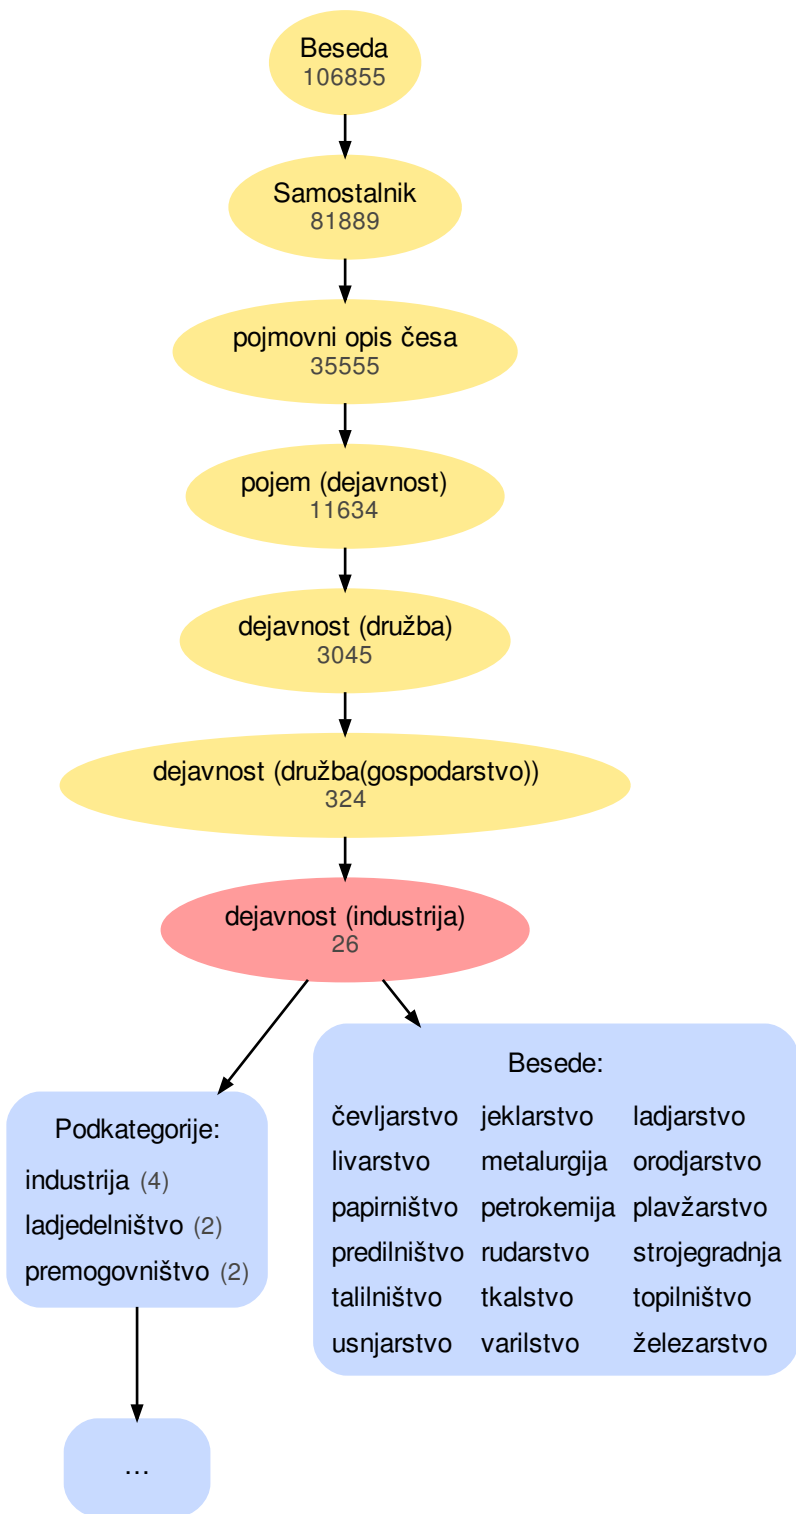 Beseda
106855
Samostalnik
81889
pojmovni opis česa
35555
pojem (dejavnost)
11634
dejavnost (družba)
3045
dejavnost (družba(gospodarstvo))
324
dejavnost (industrija)
26
Podkategorije:
industrija (4)
ladjedelništvo (2)
premogovništvo (2)
…
Besede:
čevljarstvo jeklarstvo ladjarstvo
livarstvo metalurgija orodjarstvo
papirništvo petrokemija plavžarstvo
predilništvo rudarstvo strojegradnja
talilništvo tkalstvo topilništvo
usnjarstvo varilstvo železarstvo